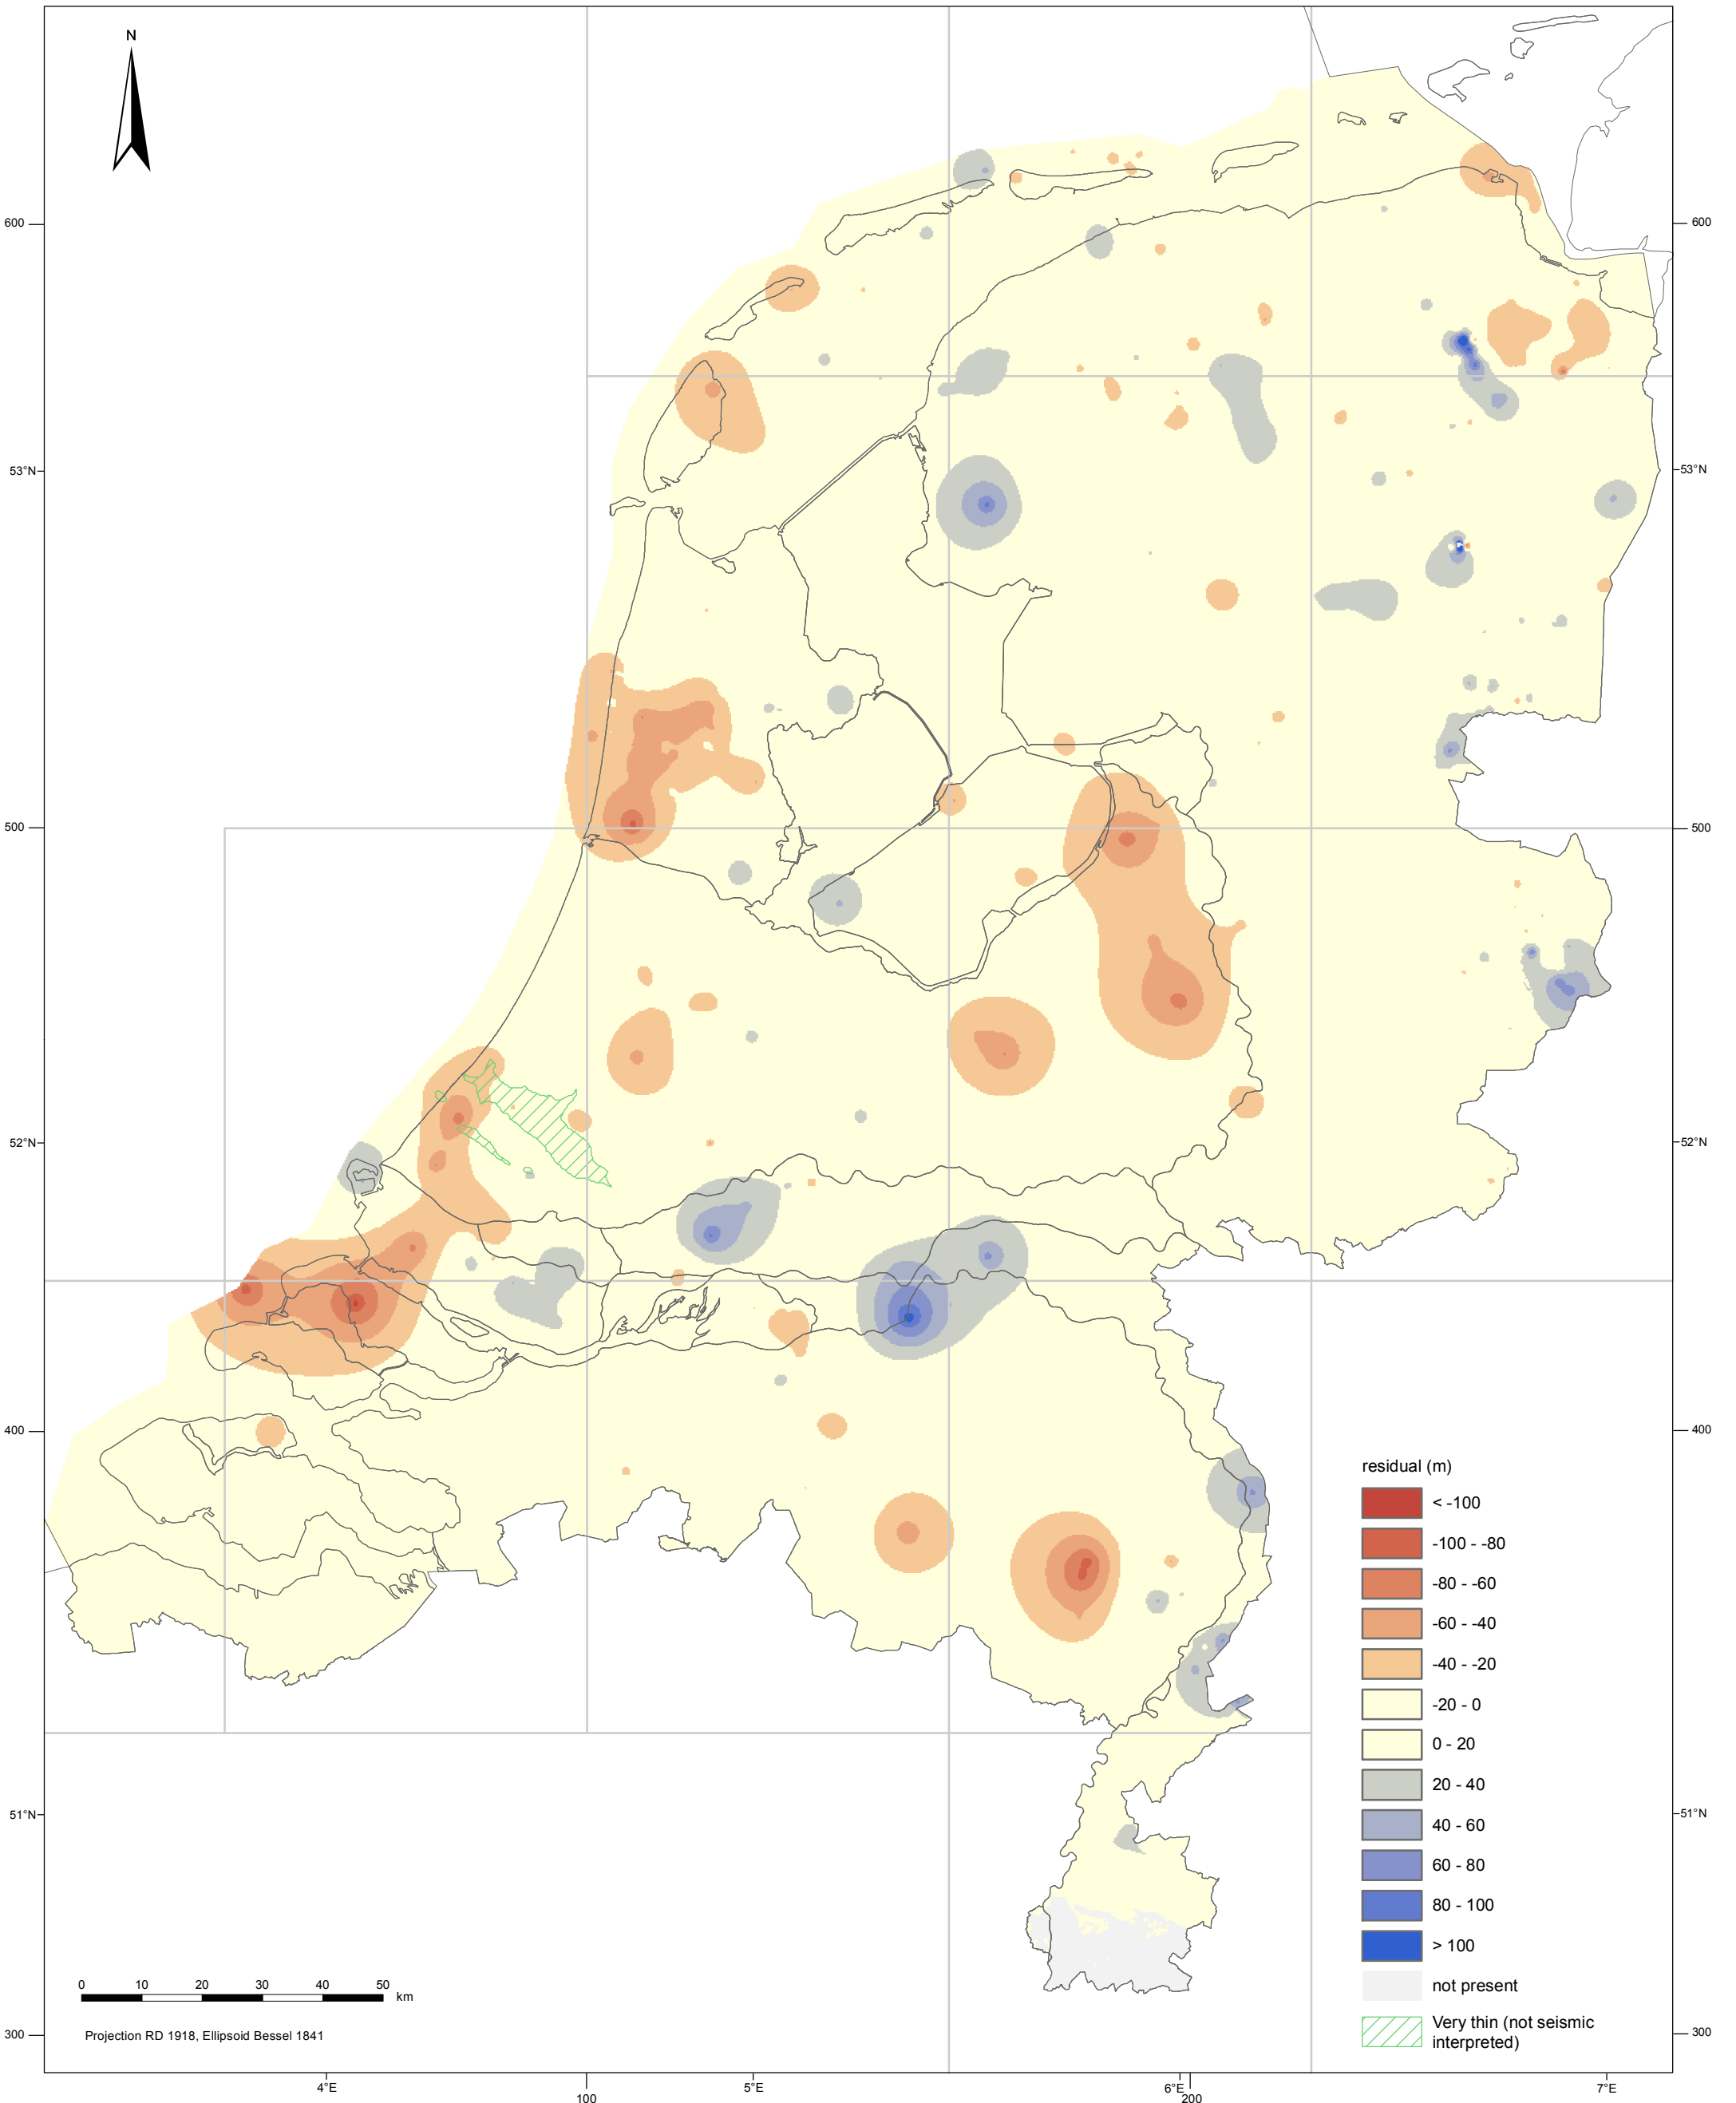 N
600
600
53°N
53°N
500
500
52°N
52°N
400
400
residual (m)
< -100
-100 - -80
-80 - -60
-60 - -40
-40 - -20
-20 - 0
0 - 20
20 - 40
40 - 60
60 - 80
80 - 100
> 100
not present
Very thin (not seismic
interpreted)
51°N
51°N
0 10 20 30 40 50
km
Projection RD 1918, Ellipsoid Bessel 1841
300
300
4°E 5°E 6°E 7°E
100 200